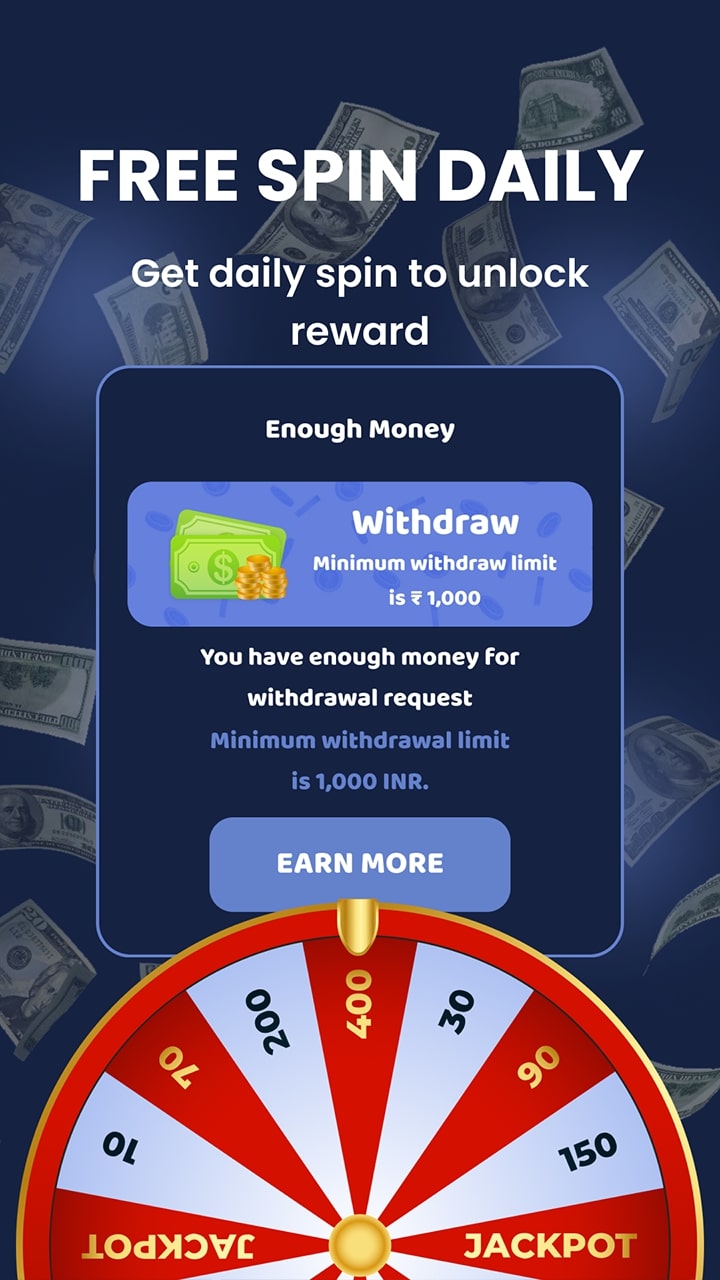 FREE SPIN DAILY
Get daily spin to unlock
reward
Enough Money
Withdraw
Minimum withdraw limit
is ₹ 1,000
You have enough money for
withdrawal request
Minimum withdrawal limit
is 1,000 INR.
EARN MORE
400
200
30
70
90
10
150
JACKPOT
JACKPOT